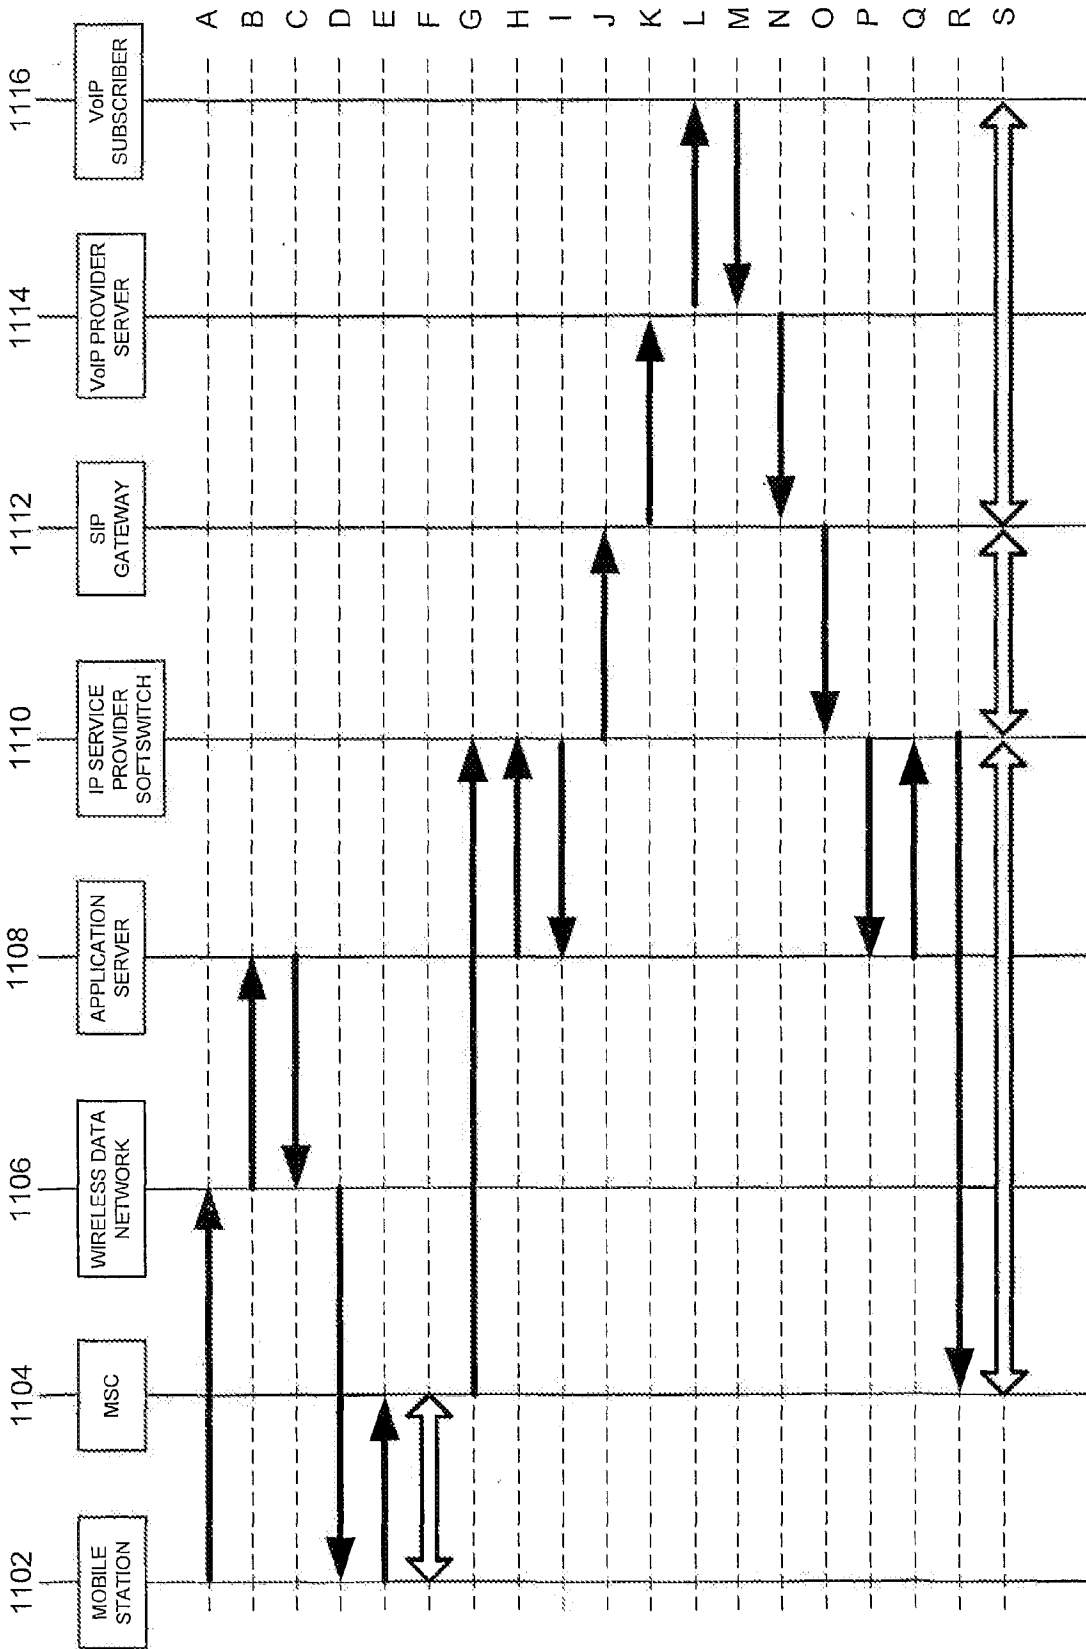 1102
MOBILE
STATION
1104
MSC
1106
WIRELESS DATA
NETWORK
1108
APPLICATION
SERVER
1110
IP SERVICE
PROVIDER
SOFTSWITCH
1112
SIP
GATEWAY
1114
VoIP PROVIDER
SERVER
1116
VoIP
SUBSCRIBER
A
B
C
D
E
F
G
H
I
J
K
L
M
N
O
P
Q
R
S